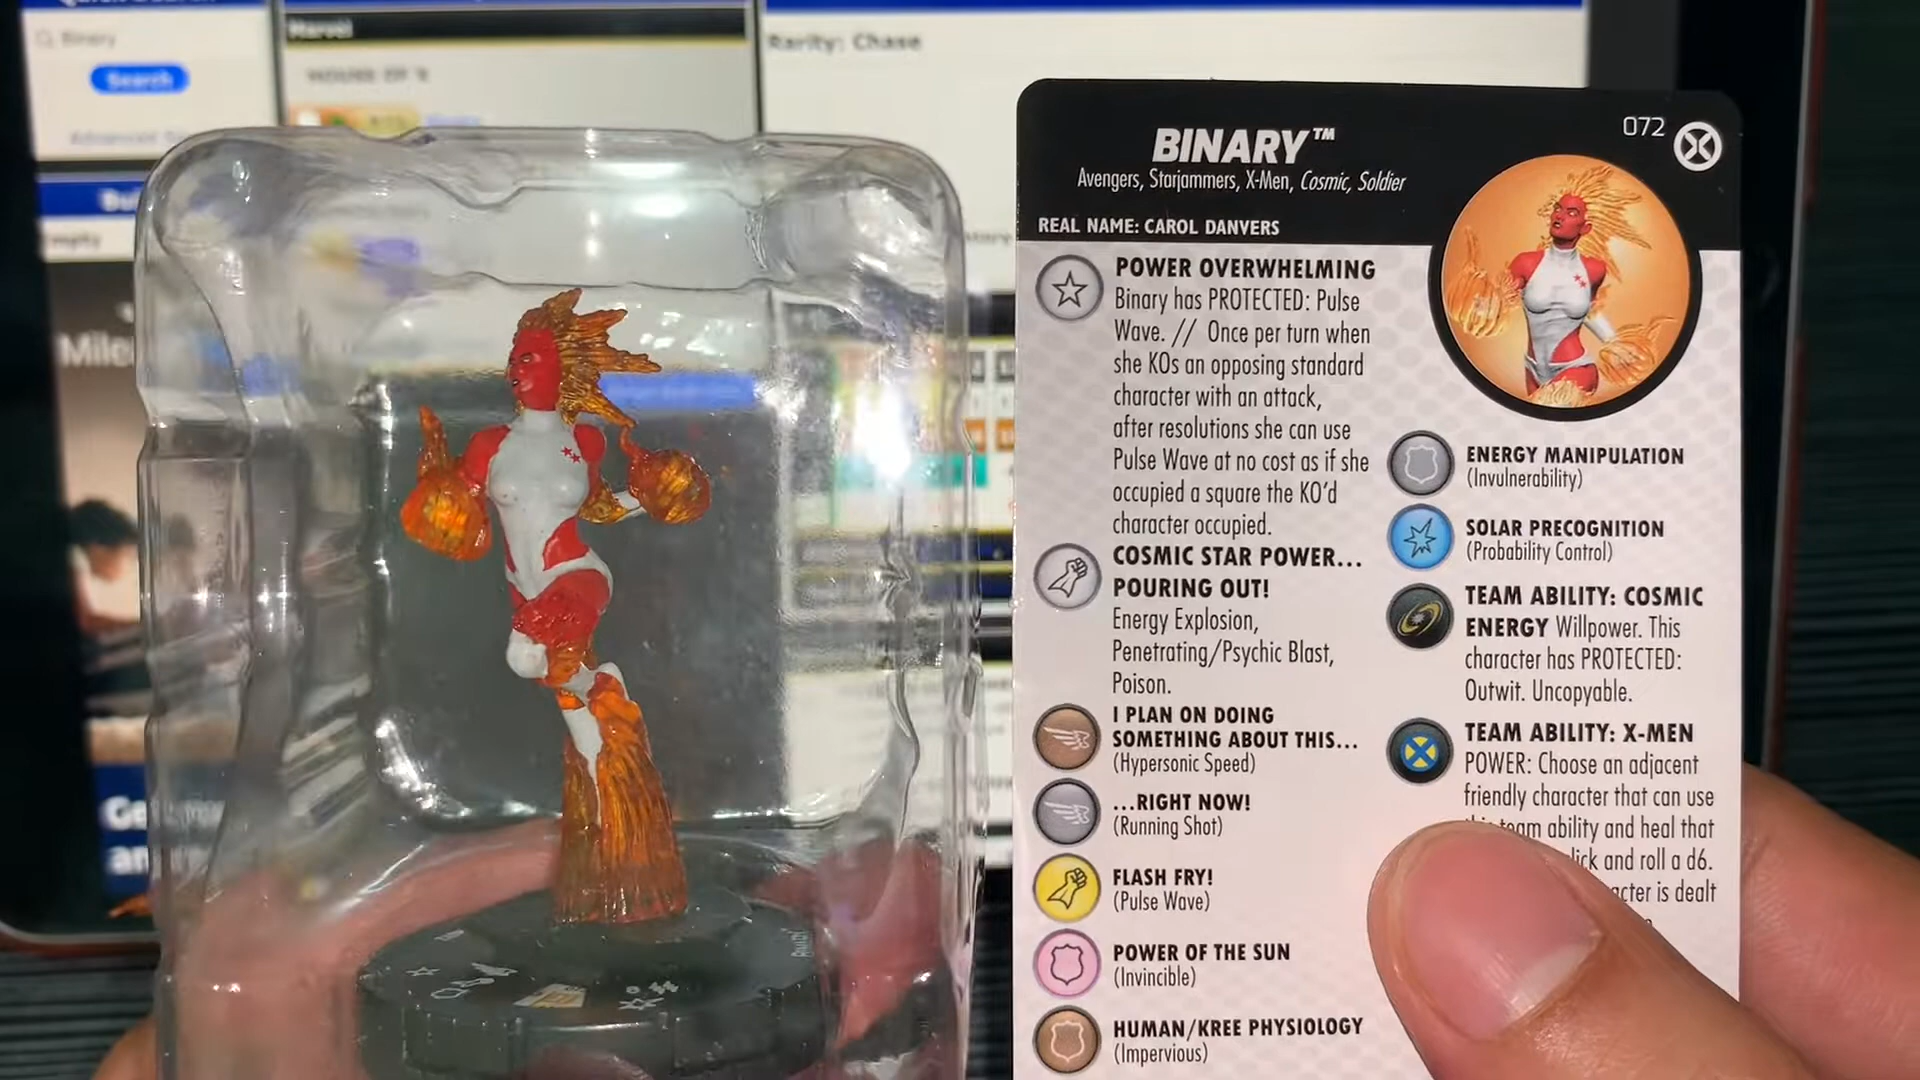 Binary
Search
Marvel
Rarity: Chase
072
BINARY™
Avengers, Starjammers, X-Men, Cosmic, Soldier
REAL NAME: CAROL DANVERS
POWER OVERWHELMING
Binary has PROTECTED: Pulse
Wave. // Once per turn when
she KOs an opposing standard
character with an attack,
after resolutions she can use
Pulse Wave at no cost as if she
occupied a square the KO'd
character occupied.
COSMIC STAR POWER...
POURING OUT!
Energy Explosion,
Penetrating/Psychic Blast,
Poison.
I PLAN ON DOING
SOMETHING ABOUT THIS...
(Hypersonic Speed)
...RIGHT NOW!
(Running Shot)
FLASH FRY!
(Pulse Wave)
POWER OF THE SUN
(Invincible)
HUMAN/KREE PHYSIOLOGY
(Impervious)
ENERGY MANIPULATION
(Invulnerability)
SOLAR PRECOGNITION
(Probability Control)
TEAM ABILITY: COSMIC
ENERGY Willpower. This
character has PROTECTED:
Outwit. Uncopyable.
TEAM ABILITY: X-MEN
POWER: Choose an adjacent
friendly character that can use
team ability and heal that
and roll a d6.
is dealt